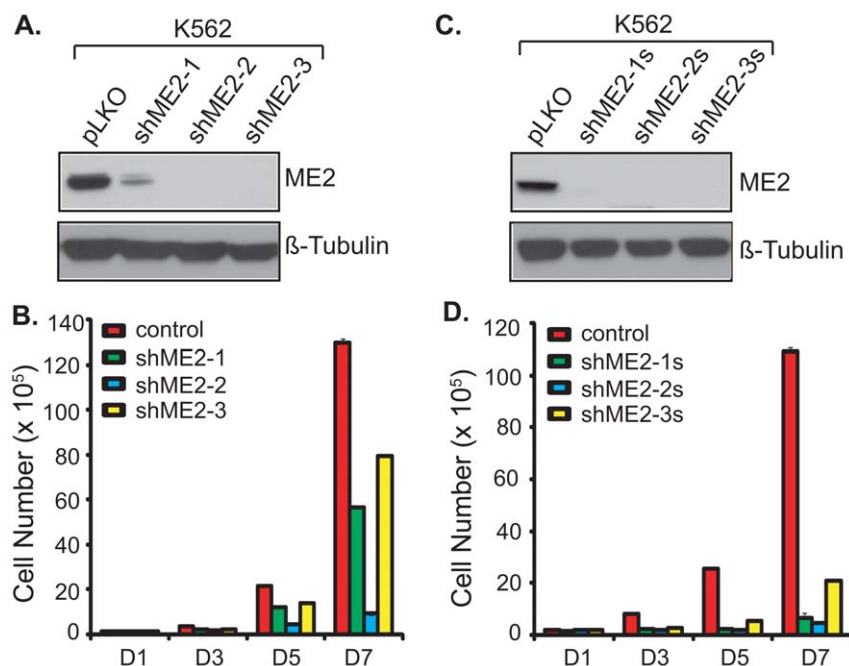 A.
K562
pLKO
shME2-1
shME2-2
shME2-3
ME2
ß-Tubulin
B.
Cell Number (x 10⁵)
140
120
100
80
60
40
20
0
control
shME2-1
shME2-2
shME2-3
D1 D3 D5 D7
C.
K562
pLKO
shME2-1s
shME2-2s
shME2-3s
ME2
ß-Tubulin
D.
Cell Number (x 10⁵)
120
100
80
60
40
20
0
control
shME2-1s
shME2-2s
shME2-3s
D1 D3 D5 D7